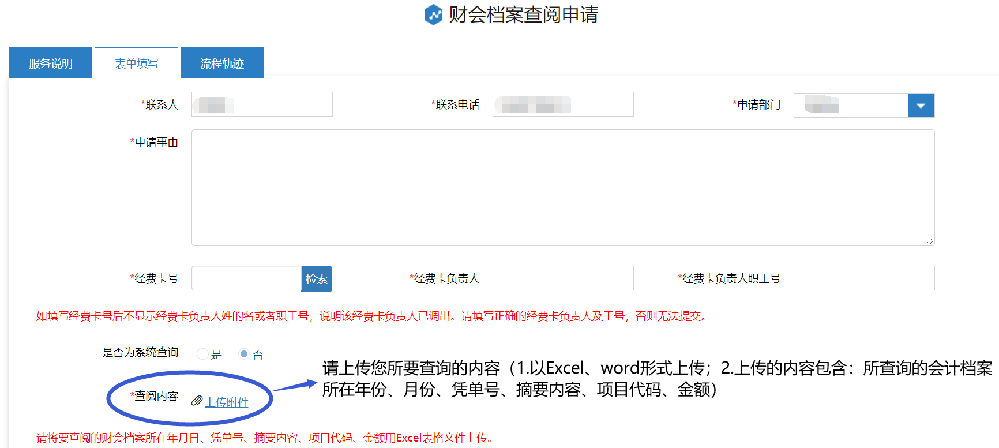 财会档案查阅申请
服务说明 表单填写 流程轨迹
*联系人 *联系电话 *申请部门
*申请事由
*经费卡号 检索 *经费卡负责人 *经费卡负责人职工号
如填写经费卡号后不显示经费卡负责人姓的名或者职工号，说明该经费卡负责人已调出。请填写正确的经费卡负责人及工号，否则无法提交。
是否为系统查询 是 否
请上传您所要查询的内容（1.以Excel、word形式上传；2.上传的内容包含：所查询的会计档案
所在年份、月份、凭单号、摘要内容、项目代码、金额）
*查阅内容 上传附件
请将要查阅的财会档案所在年月日、凭单号、摘要内容、项目代码、金额用Excel表格文件上传。